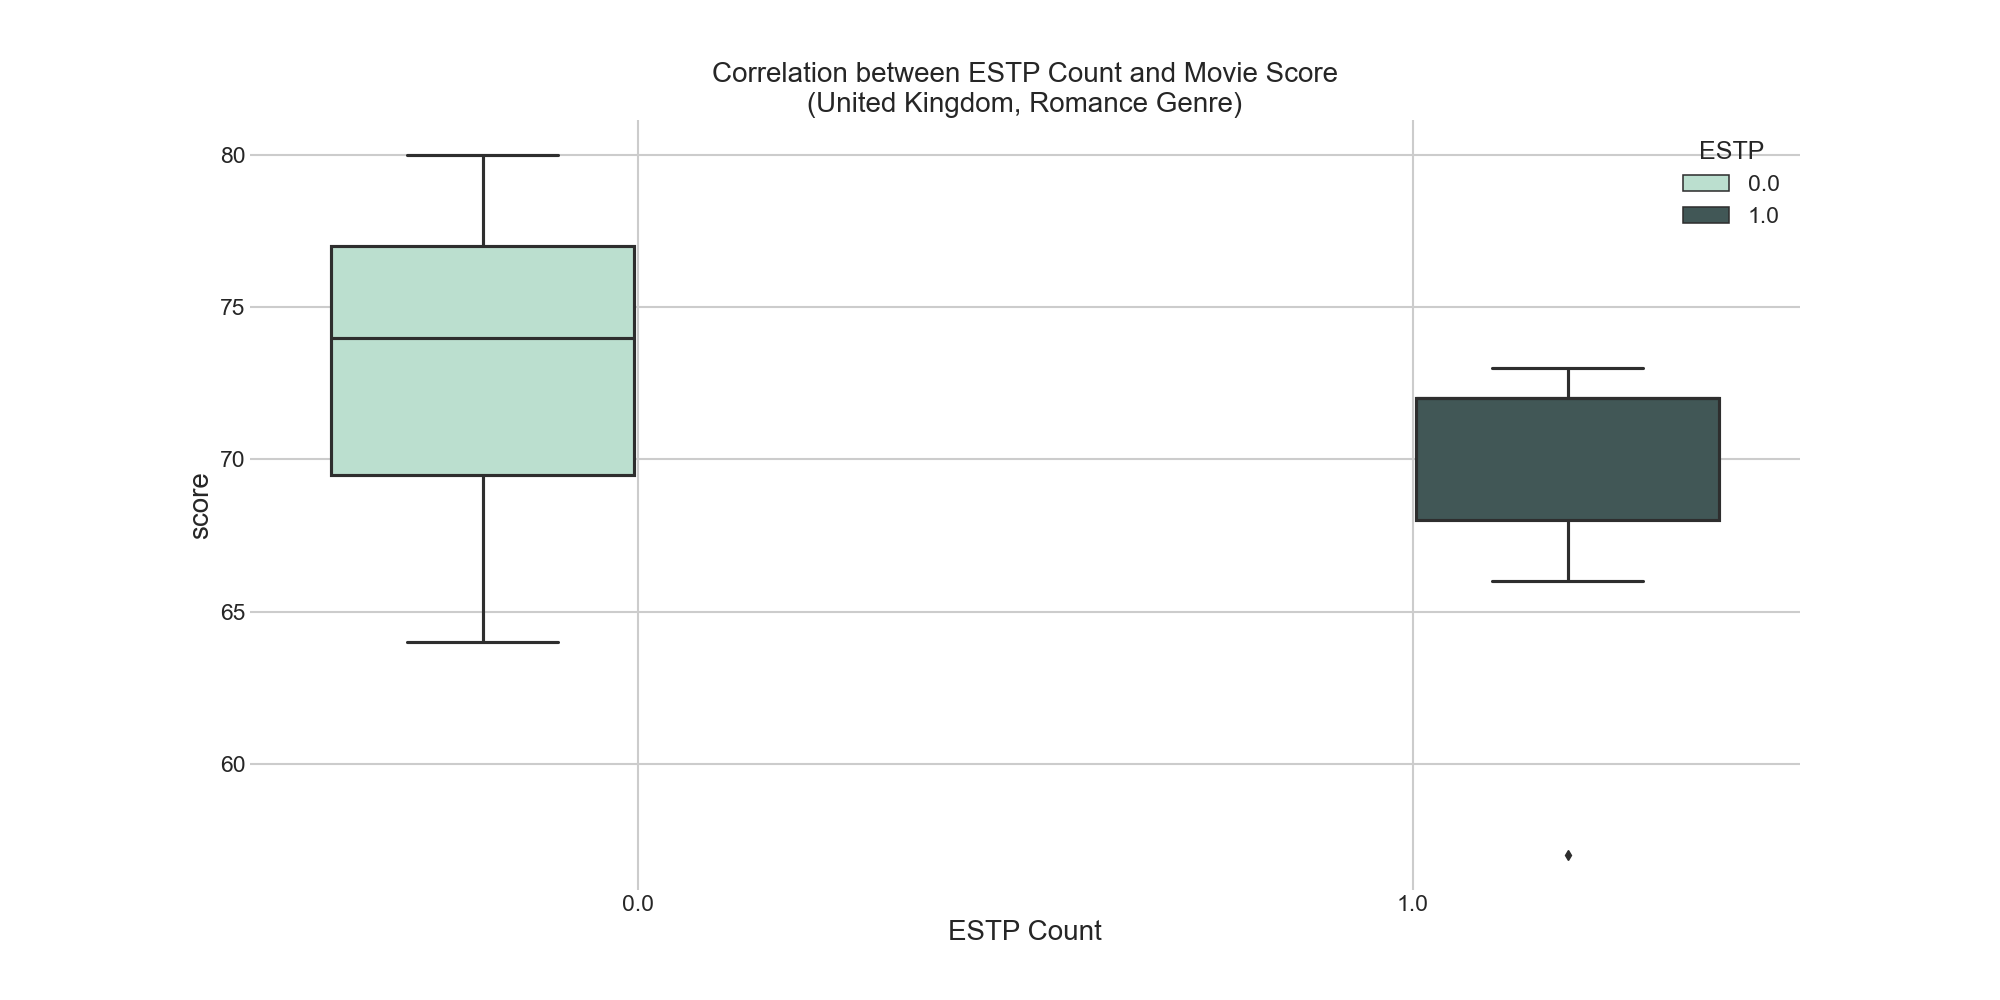 Correlation between ESTP Count and Movie Score
(United Kingdom, Romance Genre)
ESTP
0.0
1.0
80
75
70
65
60
score
0.0
1.0
ESTP Count